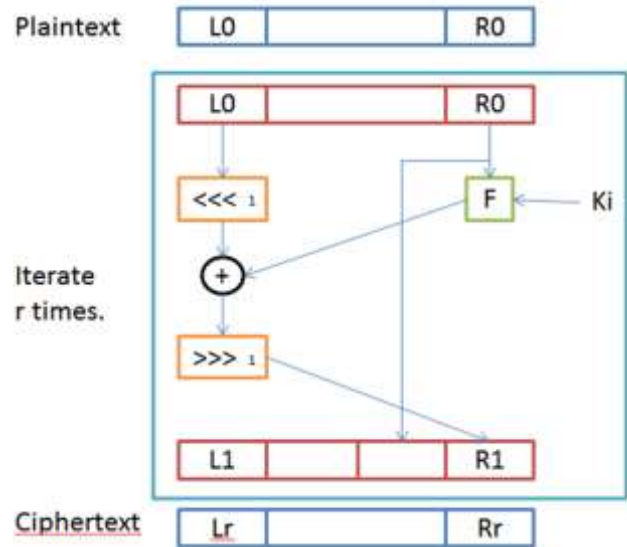 Plaintext L0 R0
L0 R0
<<< 1 F Ki
+
Iterate
r times.
>>> 1
L1 R1
Ciphertext Lr Rr